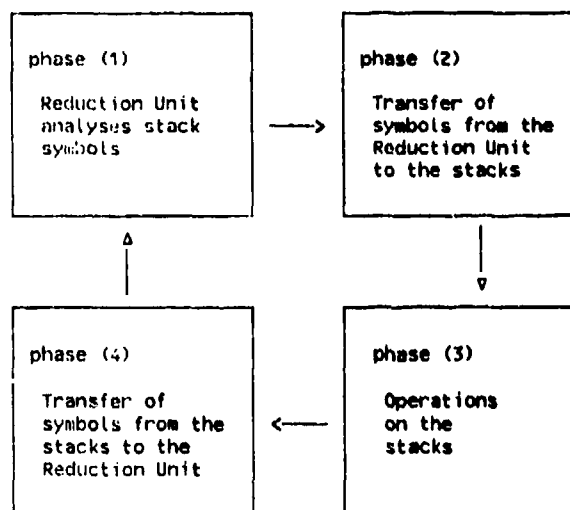 phase (1)
Reduction Unit
analyses stack
symbols
phase (2)
Transfer of
symbols from the
Reduction Unit
to the stacks
phase (3)
Operations
on the
stacks
phase (4)
Transfer of
symbols from the
stacks to the
Reduction Unit